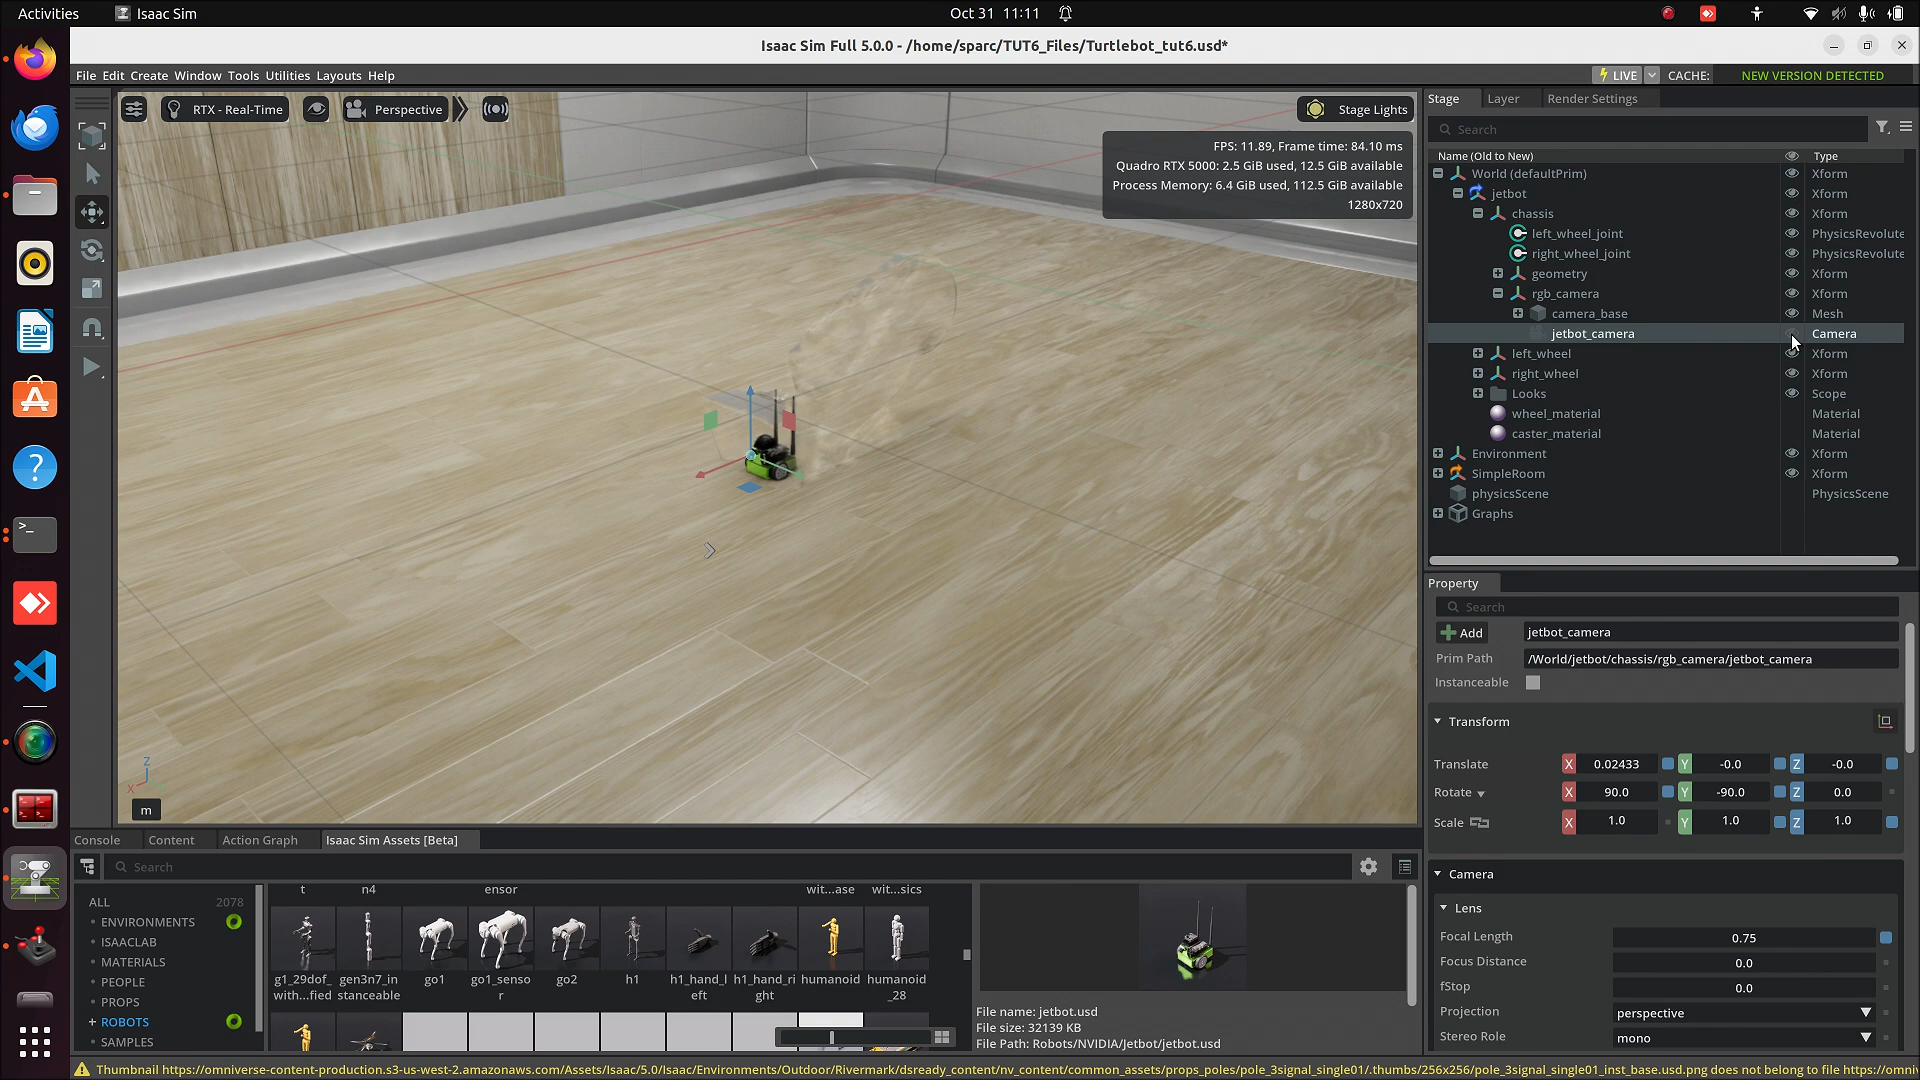 Activities
Isaac Sim
Oct 31 11:11
Isaac Sim Full 5.0.0 - /home/sparc/TUT6_Files/Turtlebot_tut6.usd*
File Edit Create Window Tools Utilities Layouts Help
LIVE
CACHE:
NEW VERSION DETECTED
RTX - Real-Time
Perspective
Stage Lights
FPS: 11.89, Frame time: 84.10 ms
Quadro RTX 5000: 2.5 GiB used, 12.5 GiB available
Process Memory: 6.4 GiB used, 112.5 GiB available
1280x720
Z
X
m
Stage Layer Render Settings
Search
Name (Old to New) Type
World (defaultPrim) Xform
jetbot Xform
chassis Xform
left_wheel_joint PhysicsRevolute
right_wheel_joint PhysicsRevolute
geometry Xform
rgb_camera Xform
camera_base Mesh
jetbot_camera Camera
left_wheel Xform
right_wheel Xform
Looks Scope
wheel_material Material
caster_material Material
Environment Xform
SimpleRoom Xform
physicsScene PhysicsScene
Graphs
Property
Search
Add jetbot_camera
Prim Path /World/jetbot/chassis/rgb_camera/jetbot_camera
Instanceable
Transform
Translate X 0.02433 Y -0.0 Z -0.0
Rotate X 90.0 Y -90.0 Z 0.0
Scale X 1.0 Y 1.0 Z 1.0
Camera
Lens
Focal Length 0.75
Focus Distance 0.0
fStop 0.0
Projection perspective
Stereo Role mono
Console Content Action Graph Isaac Sim Assets [Beta]
Search
ALL 2078
ENVIRONMENTS
ISAACLAB
MATERIALS
PEOPLE
PROPS
+ ROBOTS
SAMPLES
t n4 ensor wit...ase wit...sics
g1_29dof_ gen3n7_in go1 go1_senso go2 h1 h1_hand_l h1_hand_ri humanoid humanoid
with...fied stanceable r eft ght _28
File name: jetbot.usd
File size: 32139 KB
File Path: Robots/NVIDIA/Jetbot/jetbot.usd
Thumbnail https://omniverse-content-production.s3-us-west-2.amazonaws.com/Assets/Isaac/5.0/Isaac/Environments/Outdoor/Rivermark/dsready_content/nv_content/common_assets/props_poles/pole_3signal_single01/.thumbs/256x256/pole_3signal_single01_inst_base.usd.png does not belong to file https://omniv